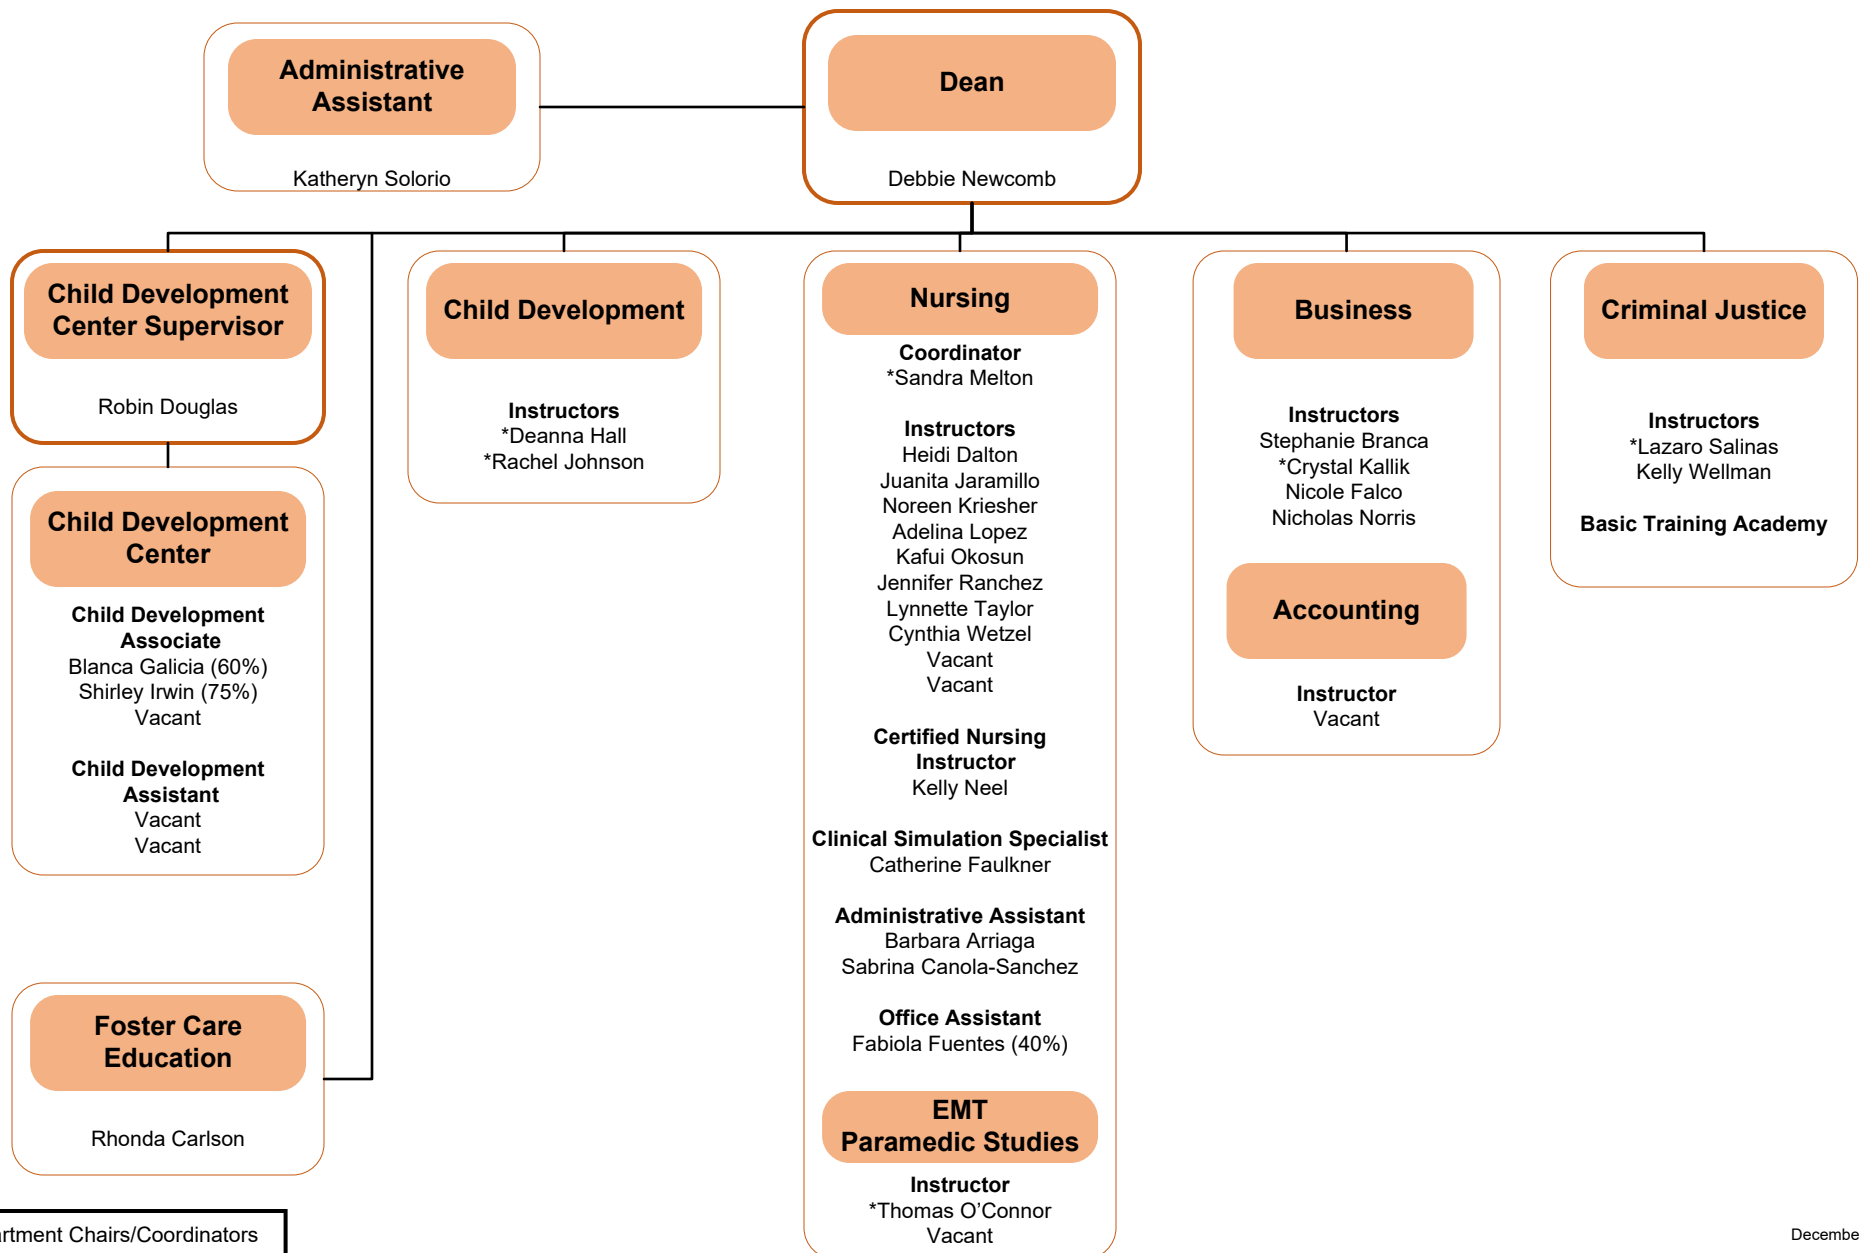 Administrative
Assistant
Katheryn Solorio
Dean
Debbie Newcomb
Child Development
Center Supervisor
Robin Douglas
Child Development
Center
Child Development
Associate
Blanca Galicia (60%)
Shirley Irwin (75%)
Vacant
Child Development
Assistant
Vacant
Vacant
Foster Care
Education
Rhonda Carlson
Child Development
Instructors
*Deanna Hall
*Rachel Johnson
Nursing
Coordinator
*Sandra Melton
Instructors
Heidi Dalton
Juanita Jaramillo
Noreen Kriesher
Adelina Lopez
Kafui Okosun
Jennifer Ranchez
Lynnette Taylor
Cynthia Wetzel
Vacant
Vacant
Certified Nursing
Instructor
Kelly Neel
Clinical Simulation Specialist
Catherine Faulkner
Administrative Assistant
Barbara Arriaga
Sabrina Canola-Sanchez
Office Assistant
Fabiola Fuentes (40%)
EMT
Paramedic Studies
Instructor
*Thomas O’Connor
Vacant
Business
Instructors
Stephanie Branca
*Crystal Kallik
Nicole Falco
Nicholas Norris
Accounting
Instructor
Vacant
Criminal Justice
Instructors
*Lazaro Salinas
Kelly Wellman
Basic Training Academy
artment Chairs/Coordinators
Decembe